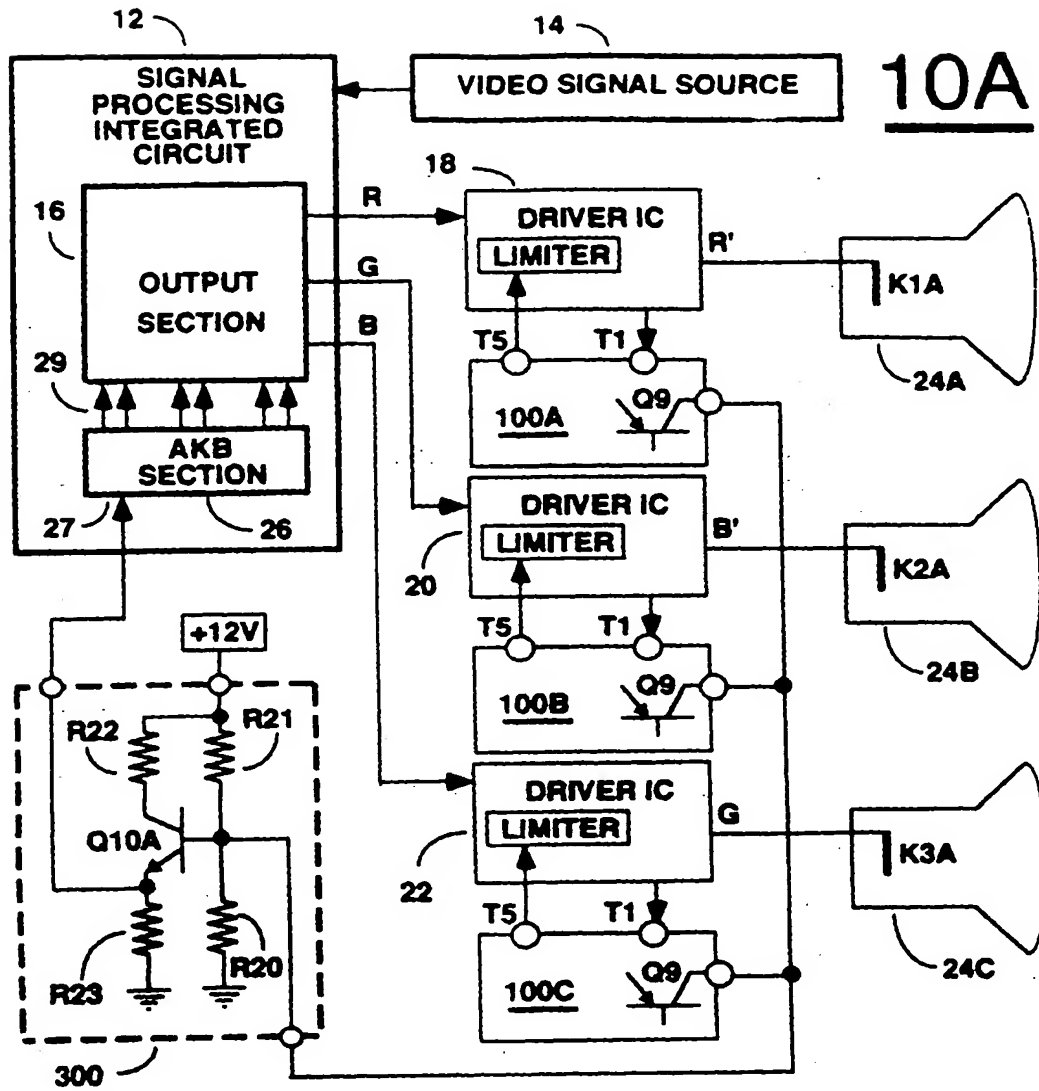 12
14
10A
SIGNAL
PROCESSING
INTEGRATED
CIRCUIT
VIDEO SIGNAL SOURCE
18
16
R
DRIVER IC
LIMITER
R'
K1A
OUTPUT
SECTION
G
B
T5
T1
24A
29
Q9
100A
AKB
SECTION
27
26
DRIVER IC
LIMITER
B'
K2A
20
+12V
T5
T1
24B
Q9
100B
R22
R21
DRIVER IC
LIMITER
G
K3A
Q10A
22
T5
T1
24C
Q9
100C
R23
R20
300